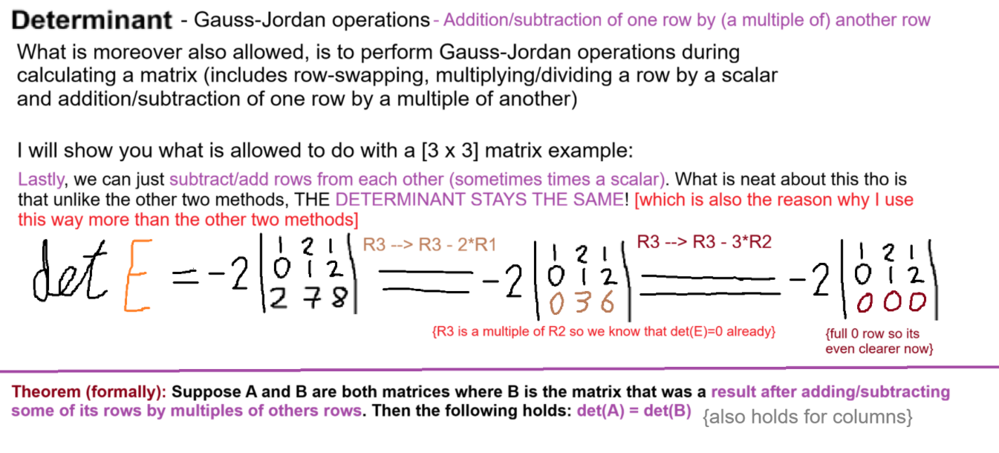 Determinant - Gauss-Jordan operations - Addition/subtraction of one row by (a multiple of) another row
What is moreover also allowed, is to perform Gauss-Jordan operations during
calculating a matrix (includes row-swapping, multiplying/dividing a row by a scalar
and addition/subtraction of one row by a multiple of another)
I will show you what is allowed to do with a [3 x 3] matrix example:
Lastly, we can just subtract/add rows from each other (sometimes times a scalar). What is neat about this tho is
that unlike the other two methods, THE DETERMINANT STAYS THE SAME! [which is also the reason why I use
this way more than the other two methods]
R3 --> R3 - 2*R1 R3 --> R3 - 3*R2
1 2 1 1 2 1 1 2 1
det E = -2 | 0 1 2 | = -2 | 0 1 2 | = -2 | 0 1 2 |
2 7 8 0 3 6 0 0 0
{R3 is a multiple of R2 so we know that det(E)=0 already} {full 0 row so its
even clearer now}
Theorem (formally): Suppose A and B are both matrices where B is the matrix that was a result after adding/subtracting
some of its rows by multiples of others rows. Then the following holds: det(A) = det(B) {also holds for columns}